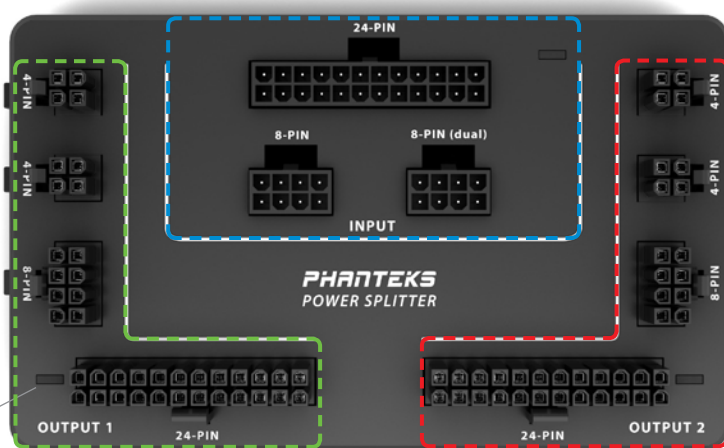 24-PIN
4-PIN
4-PIN
8-PIN
8-PIN (dual)
INPUT
4-PIN
4-PIN
8-PIN
8-PIN
PHANTEKS
POWER SPLITTER
OUTPUT 1
24-PIN
24-PIN
OUTPUT 2